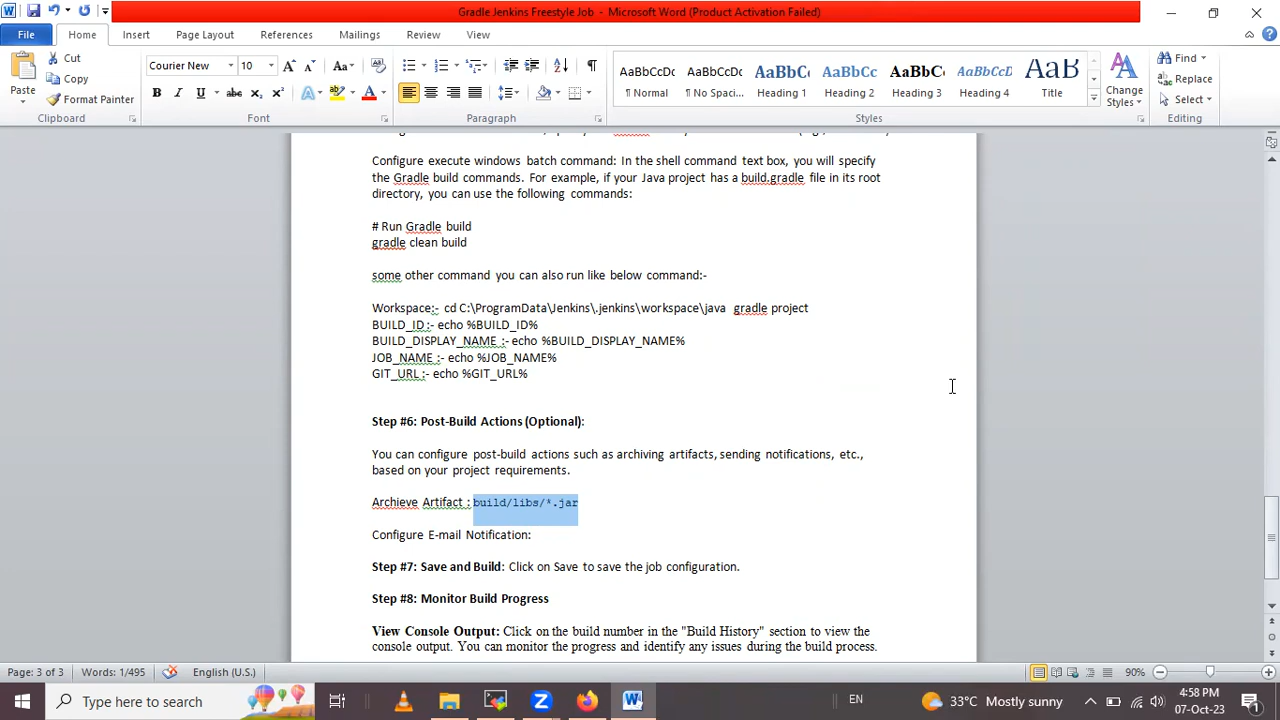 Gradle Jenkins Freestyle Job - Microsoft Word (Product Activation Failed)
File Home Insert Page Layout References Mailings Review View
Paste Cut Copy Format Painter
Clipboard
Courier New 10
Font
Paragraph
AaBbCcDc AaBbCcDc AaBbCc AaBbCc AaBbCc AaBbCcDc AaB
¶ Normal ¶ No Spaci... Heading 1 Heading 2 Heading 3 Heading 4 Title
Change Styles
Styles
Find
Replace
Select
Editing
Configure execute windows batch command: In the shell command text box, you will specify
the Gradle build commands. For example, if your Java project has a build.gradle file in its root
directory, you can use the following commands:
# Run Gradle build
gradle clean build
some other command you can also run like below command:-
Workspace:- cd C:\ProgramData\Jenkins\.jenkins\workspace\java gradle project
BUILD_ID :- echo %BUILD_ID%
BUILD_DISPLAY_NAME :- echo %BUILD_DISPLAY_NAME%
JOB_NAME :- echo %JOB_NAME%
GIT_URL :- echo %GIT_URL%
Step #6: Post-Build Actions (Optional):
You can configure post-build actions such as archiving artifacts, sending notifications, etc.,
based on your project requirements.
Archieve Artifact : build/libs/*.jar
Configure E-mail Notification:
Step #7: Save and Build: Click on Save to save the job configuration.
Step #8: Monitor Build Progress
View Console Output: Click on the build number in the "Build History" section to view the
console output. You can monitor the progress and identify any issues during the build process.
Page: 3 of 3 Words: 1/495 English (U.S.) 90%
Type here to search EN 33°C Mostly sunny 4:58 PM
07-Oct-23